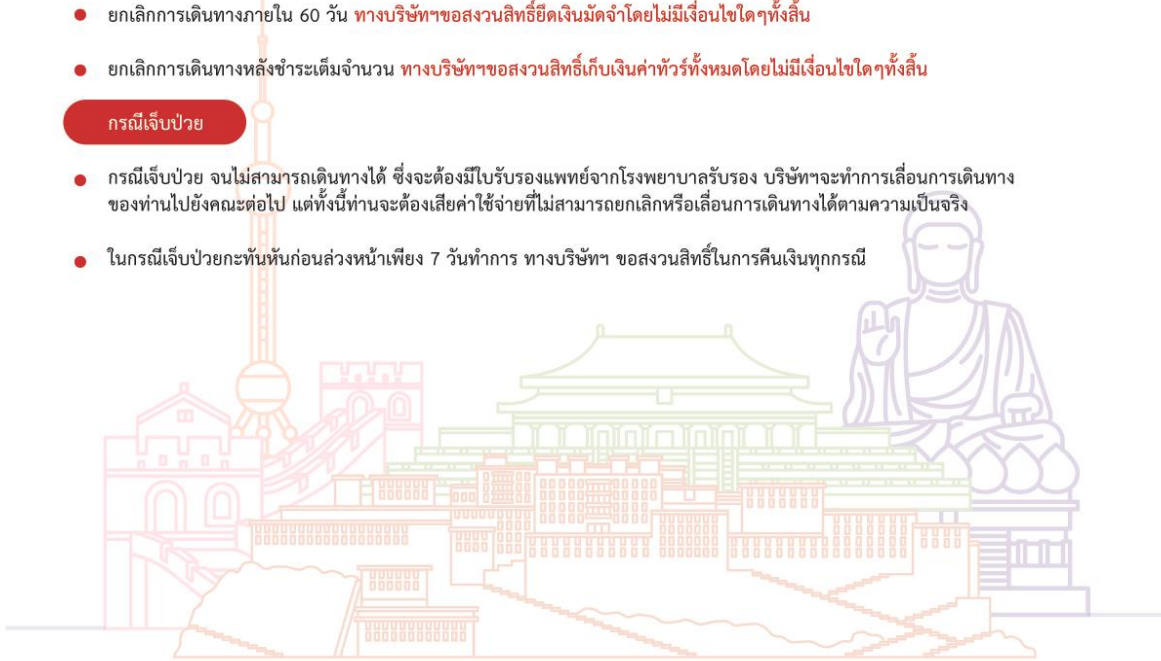 ยกเลิกการเดินทางภายใน 60 วัน ทางบริษัทฯขอสงวนสิทธิ์ยึดเงินมัดจำโดยไม่มีเงื่อนไขใดๆทั้งสิ้น
ยกเลิกการเดินทางหลังชำระเต็มจำนวน ทางบริษัทฯขอสงวนสิทธิ์เก็บเงินค่าทัวร์ทั้งหมดโดยไม่มีเงื่อนไขใดๆทั้งสิ้น
กรณีเจ็บป่วย
กรณีเจ็บป่วย จนไม่สามารถเดินทางได้ ซึ่งจะต้องมีใบรับรองแพทย์จากโรงพยาบาลรับรอง บริษัทฯจะทำการเลื่อนการเดินทาง
ของท่านไปยังคณะต่อไป แต่ทั้งนี้ท่านจะต้องเสียค่าใช้จ่ายที่ไม่สามารถยกเลิกหรือเลื่อนการเดินทางได้ตามความเป็นจริง
ในกรณีเจ็บป่วยกะทันหันก่อนล่วงหน้าเพียง 7 วันทำการ ทางบริษัทฯ ขอสงวนสิทธิ์ในการคืนเงินทุกกรณี